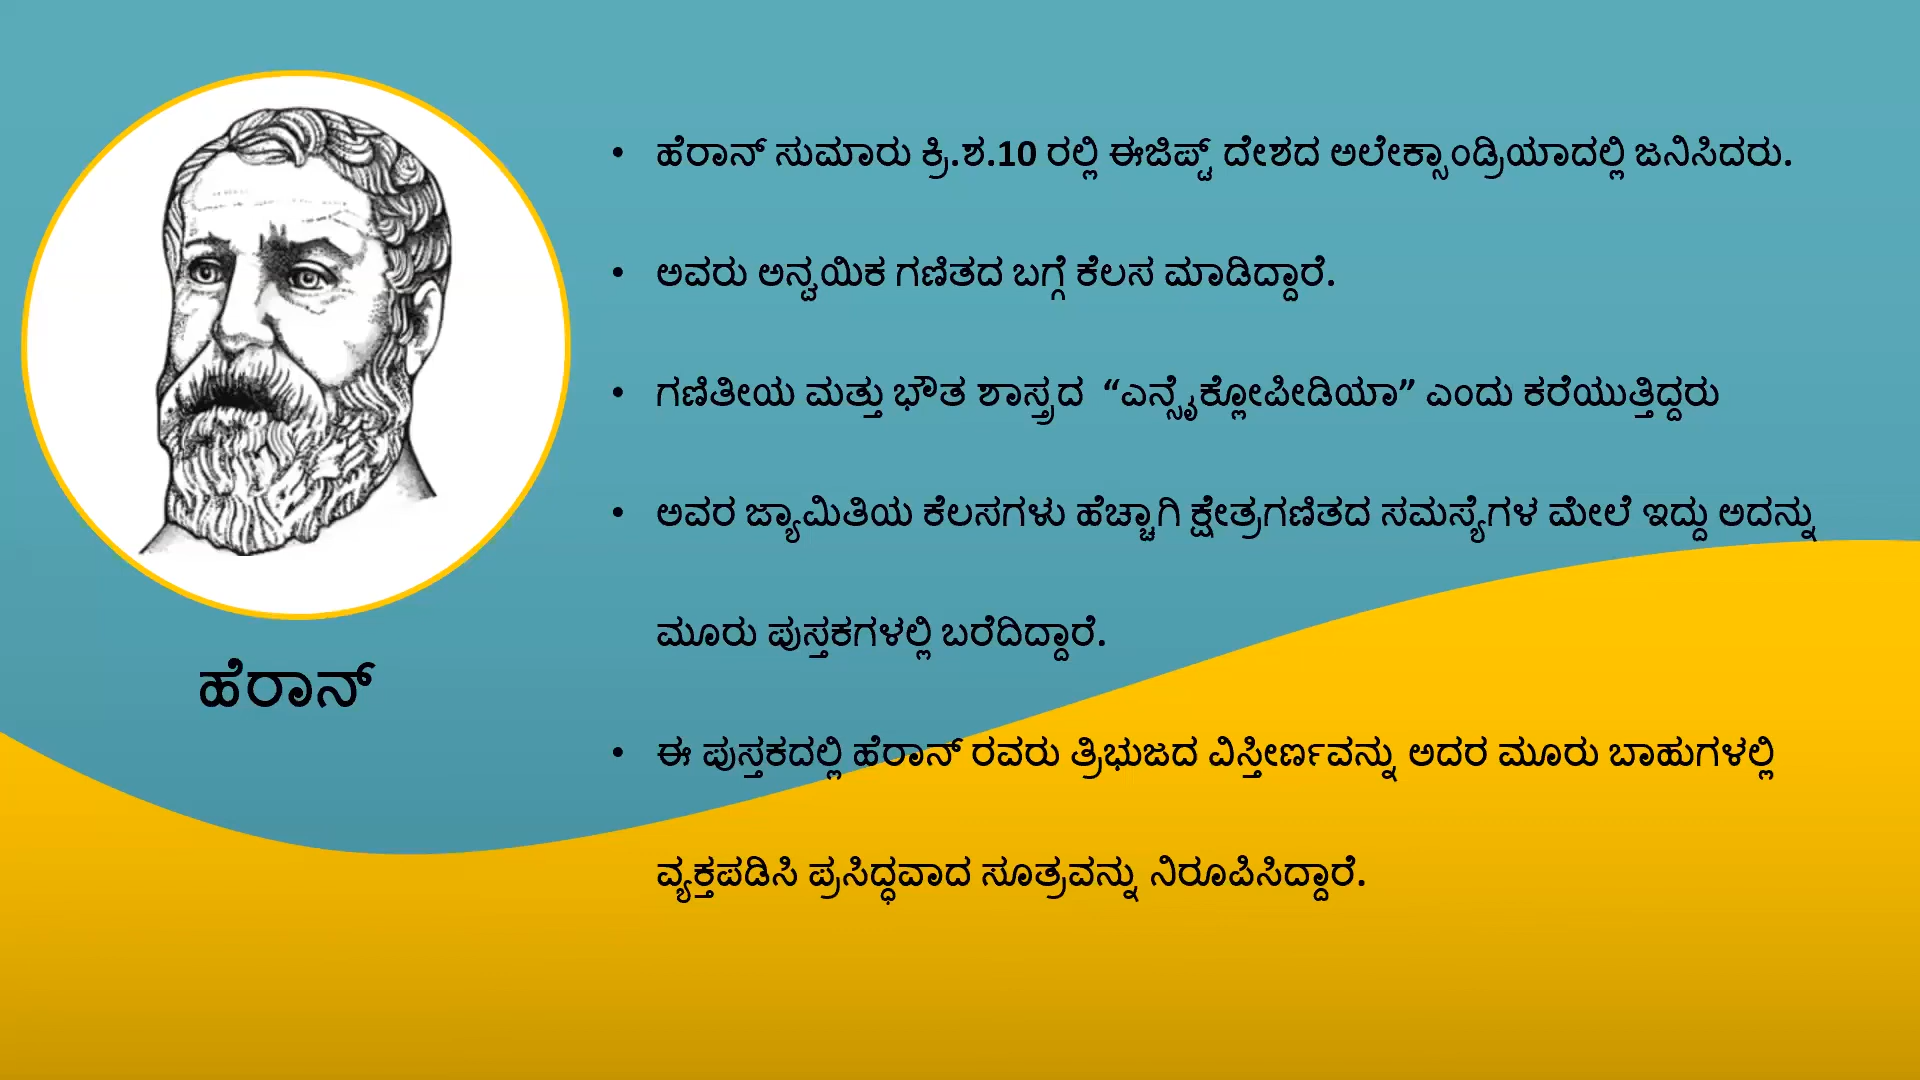 • ಹೆರಾನ್ ಸುಮಾರು ಕ್ರಿ.ಶ.10 ರಲ್ಲಿ ಈಜಿಪ್ಟ್ ದೇಶದ ಅಲೇಕ್ಸಾಂಡ್ರಿಯಾದಲ್ಲಿ ಜನಿಸಿದರು.
• ಅವರು ಅನ್ವಯಿಕ ಗಣಿತದ ಬಗ್ಗೆ ಕೆಲಸ ಮಾಡಿದ್ದಾರೆ.
• ಗಣಿತೀಯ ಮತ್ತು ಭೌತ ಶಾಸ್ತ್ರದ “ಎನ್ಸೈಕ್ಲೋಪೀಡಿಯಾ” ಎಂದು ಕರೆಯುತ್ತಿದ್ದರು
• ಅವರ ಜ್ಯಾಮಿತಿಯ ಕೆಲಸಗಳು ಹೆಚ್ಚಾಗಿ ಕ್ಷೇತ್ರಗಣಿತದ ಸಮಸ್ಯೆಗಳ ಮೇಲೆ ಇದ್ದು ಅದನ್ನು
ಮೂರು ಪುಸ್ತಕಗಳಲ್ಲಿ ಬರೆದಿದ್ದಾರೆ.
• ಈ ಪುಸ್ತಕದಲ್ಲಿ ಹೆರಾನ್ ರವರು ತ್ರಿಭುಜದ ವಿಸ್ತೀರ್ಣವನ್ನು ಅದರ ಮೂರು ಬಾಹುಗಳಲ್ಲಿ
ವ್ಯಕ್ತಪಡಿಸಿ ಪ್ರಸಿದ್ಧವಾದ ಸೂತ್ರವನ್ನು ನಿರೂಪಿಸಿದ್ದಾರೆ.
ಹೆರಾನ್